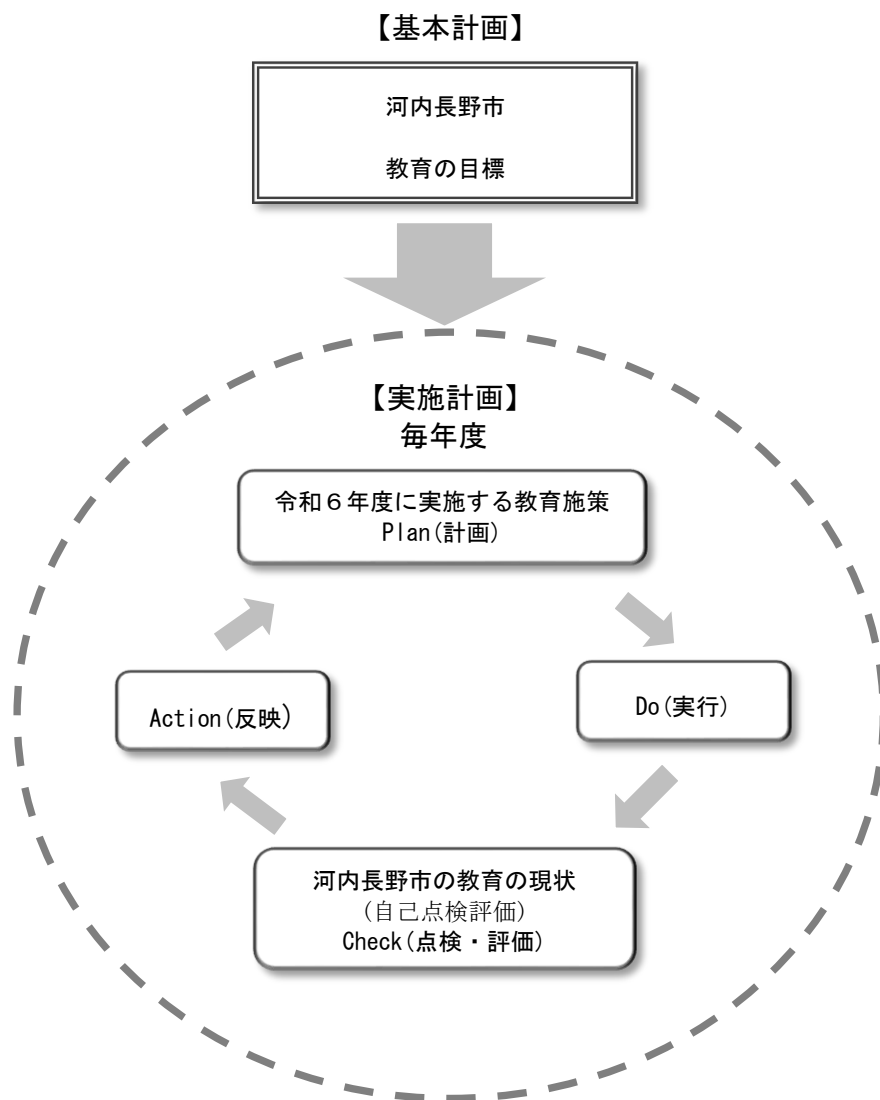 【基本計画】
河内長野市
教育の目標
【実施計画】
毎年度
令和６年度に実施する教育施策
Plan(計画)
Action(反映)
Do(実行)
河内長野市の教育の現状
(自己点検評価)
Check(点検・評価)